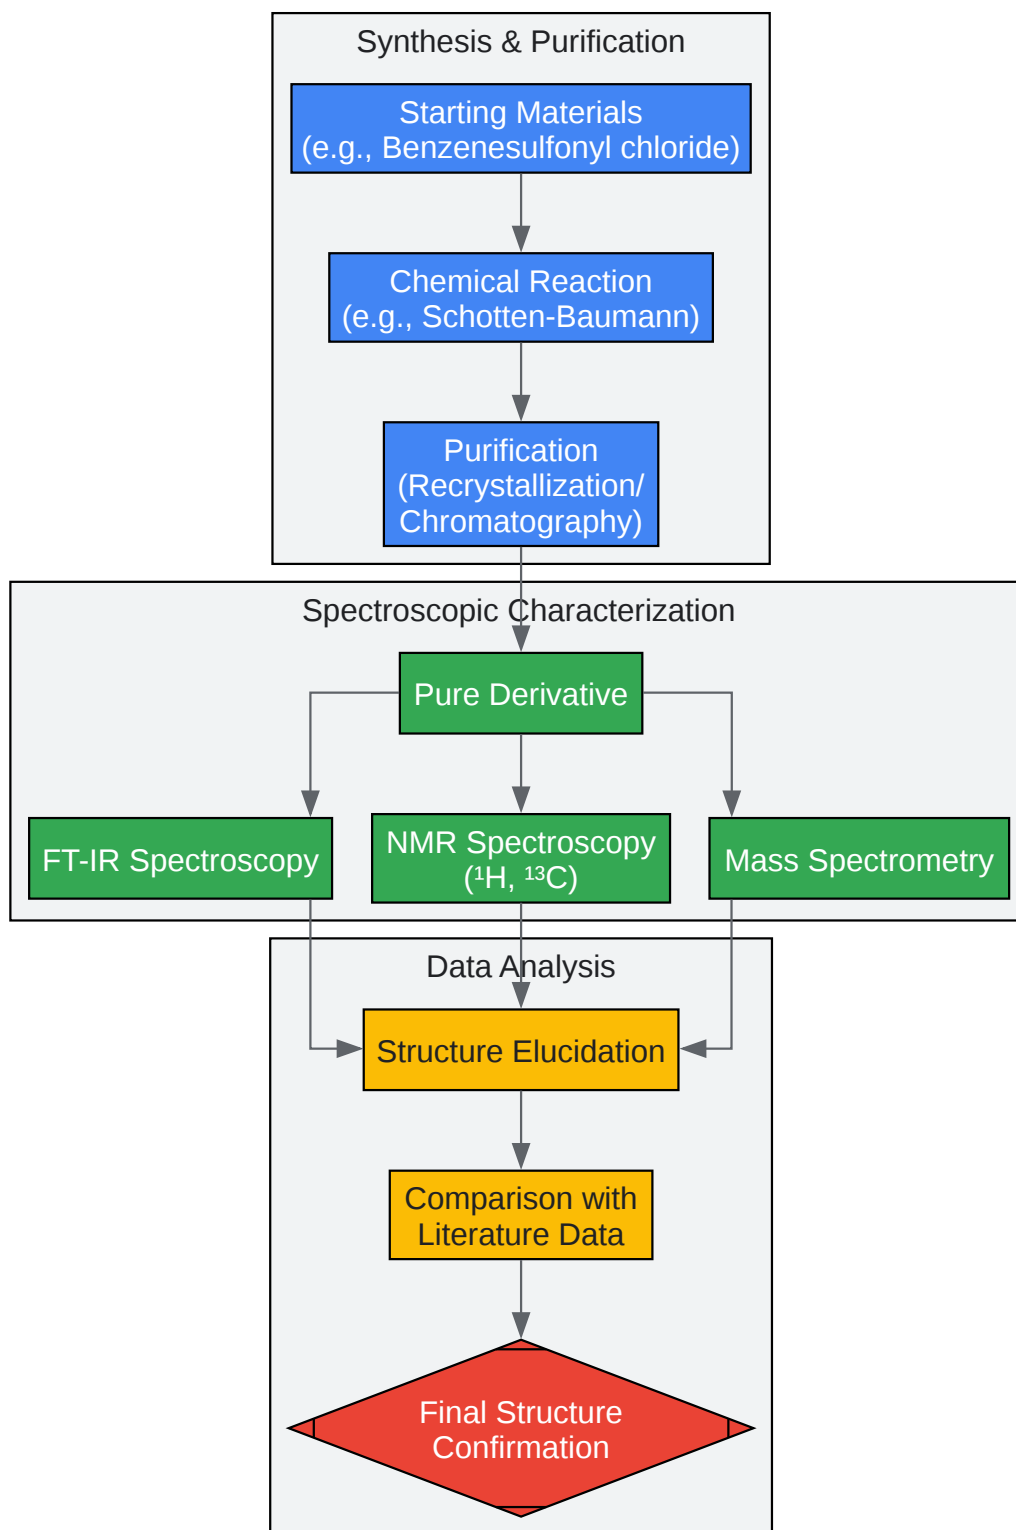 Synthesis & Purification
Starting Materials
(e.g., Benzenesulfonyl chloride)
Chemical Reaction
(e.g., Schotten-Baumann)
Purification
(Recrystallization/
Chromatography)
Spectroscopic Characterization
Pure Derivative
FT-IR Spectroscopy
NMR Spectroscopy
(¹H, ¹³C)
Mass Spectrometry
Data Analysis
Structure Elucidation
Comparison with
Literature Data
Final Structure
Confirmation